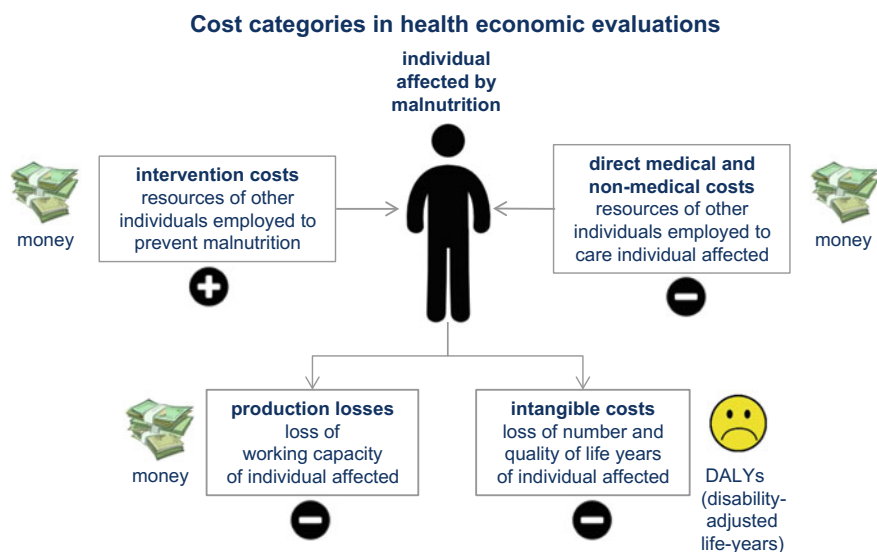 Cost categories in health economic evaluations
individual
affected by
malnutrition
intervention costs
resources of other
individuals employed to
prevent malnutrition
money
direct medical and
non-medical costs
resources of other
individuals employed to
care individual affected
money
production losses
loss of
working capacity
of individual affected
money
intangible costs
loss of number and
quality of life years
of individual affected
DALYs
(disability-
adjusted
life-years)